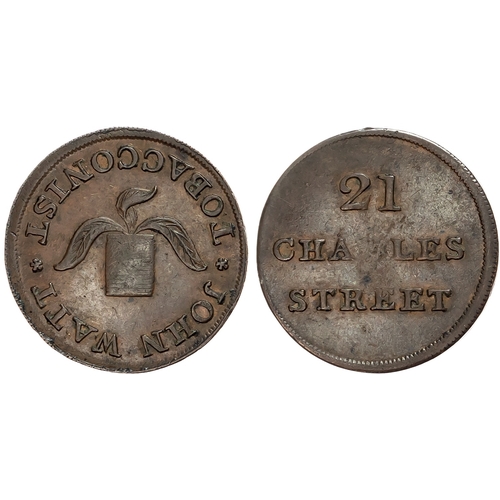 JOHN WATT
TOBACCONIST
21
CHARLES
STREET